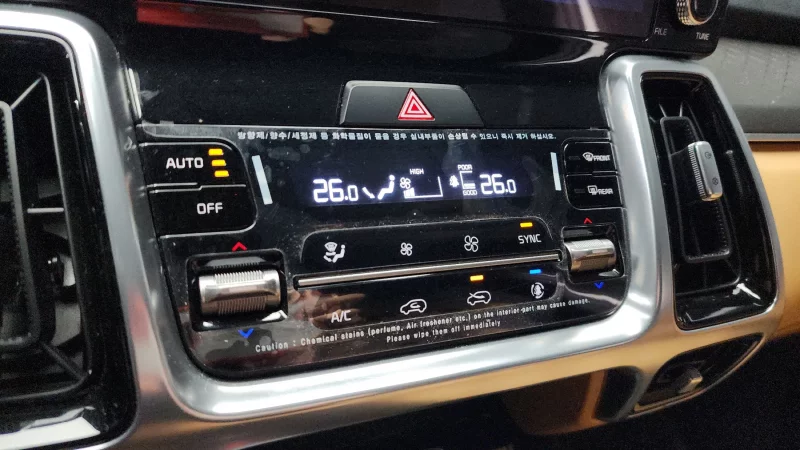 FILE
TUNE
방향제/향수/세정제 등 화학물질이 묻을 경우 실내부품이 손상될 수 있으니 즉시 제거 하십시오.
AUTO
OFF
26.0
HIGH
POOR
GOOD
26.0
FRONT
REAR
SYNC
A/C
Caution : Chemical stains (perfume, Air freshener etc.) on the interior part may cause damage.
Please wipe them off immediately